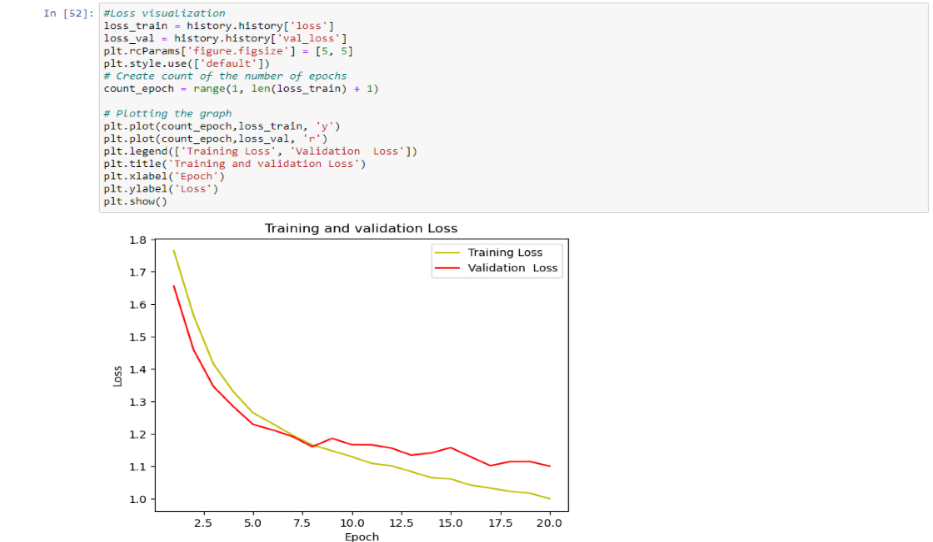 In [52]: #Loss visualization
loss_train = history.history['loss']
loss_val = history.history['val_loss']
plt.rcParams['figure.figsize'] = [5, 5]
plt.style.use(['default'])
# Create count of the number of epochs
count_epoch = range(1, len(loss_train) + 1)
# Plotting the graph
plt.plot(count_epoch,loss_train, 'y')
plt.plot(count_epoch,loss_val, 'r')
plt.legend(['Training Loss', 'Validation  Loss'])
plt.title('Training and validation Loss')
plt.xlabel('Epoch')
plt.ylabel('Loss')
plt.show()
Training and validation Loss
Training Loss
Validation  Loss
1.8
1.7
1.6
1.5
1.4
1.3
1.2
1.1
1.0
Loss
2.5 5.0 7.5 10.0 12.5 15.0 17.5 20.0
Epoch